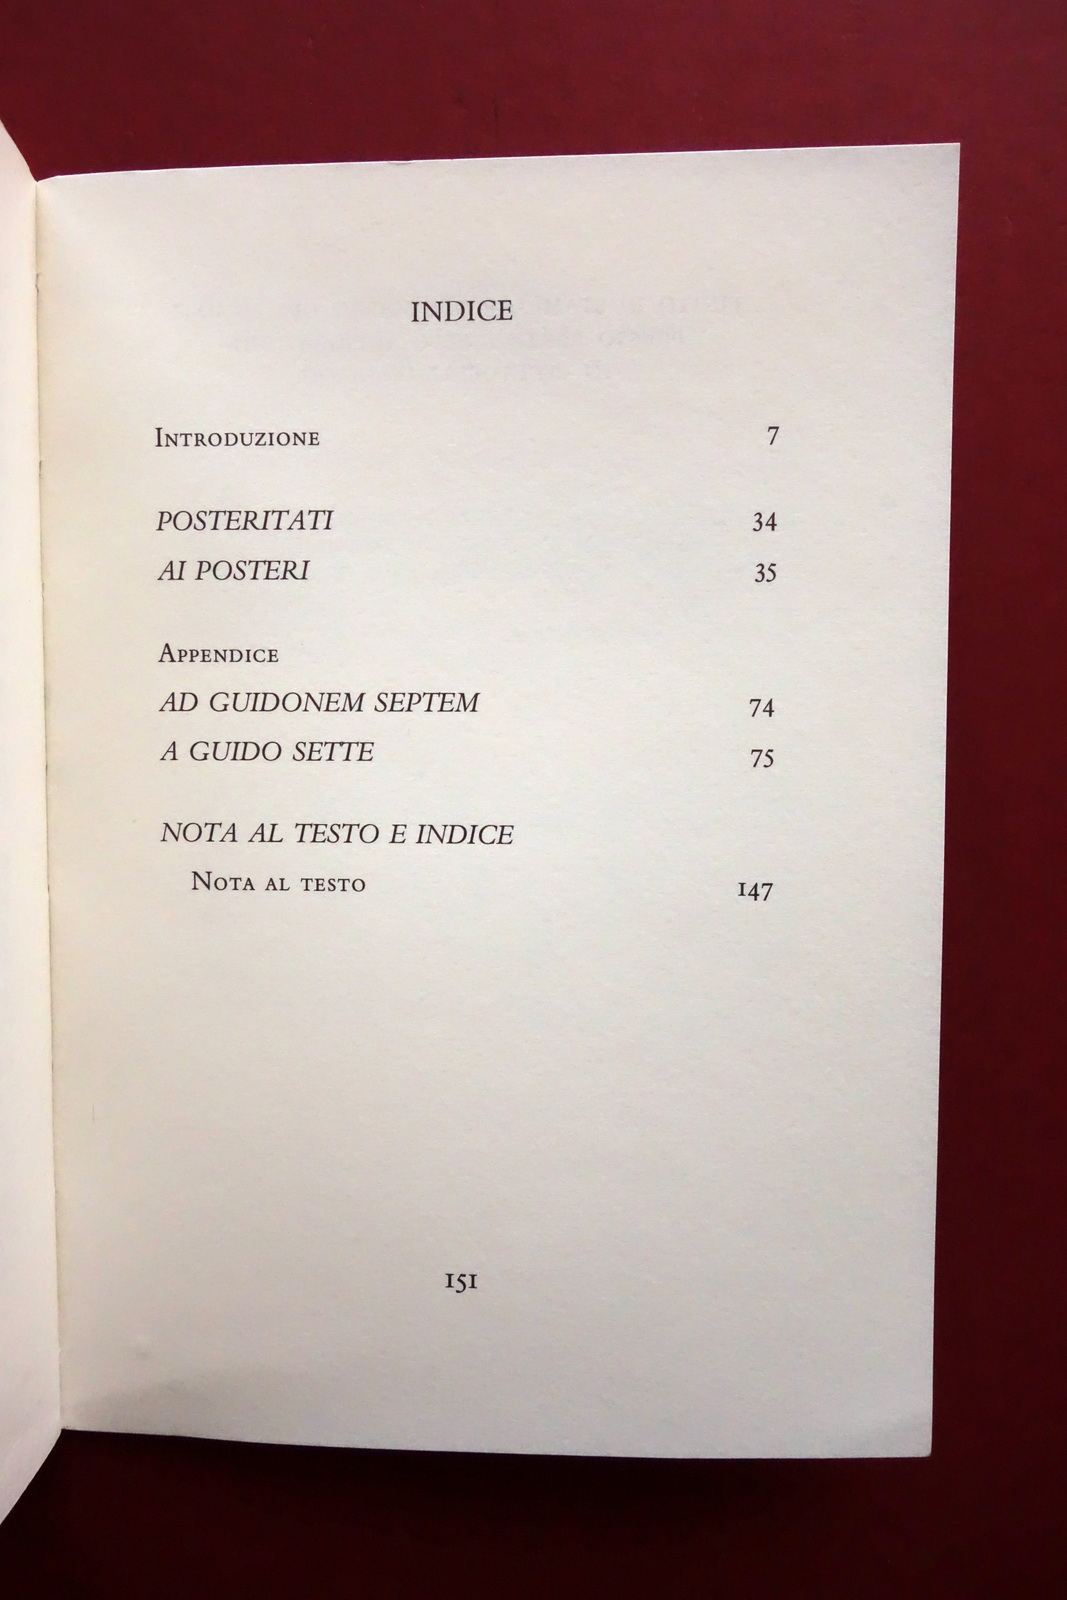 INDICE
Introduzione 7
POSTERITATI 34
AI POSTERI 35
Appendice
AD GUIDONEM SEPTEM 74
A GUIDO SETTE 75
NOTA AL TESTO E INDICE
Nota al testo 147
151